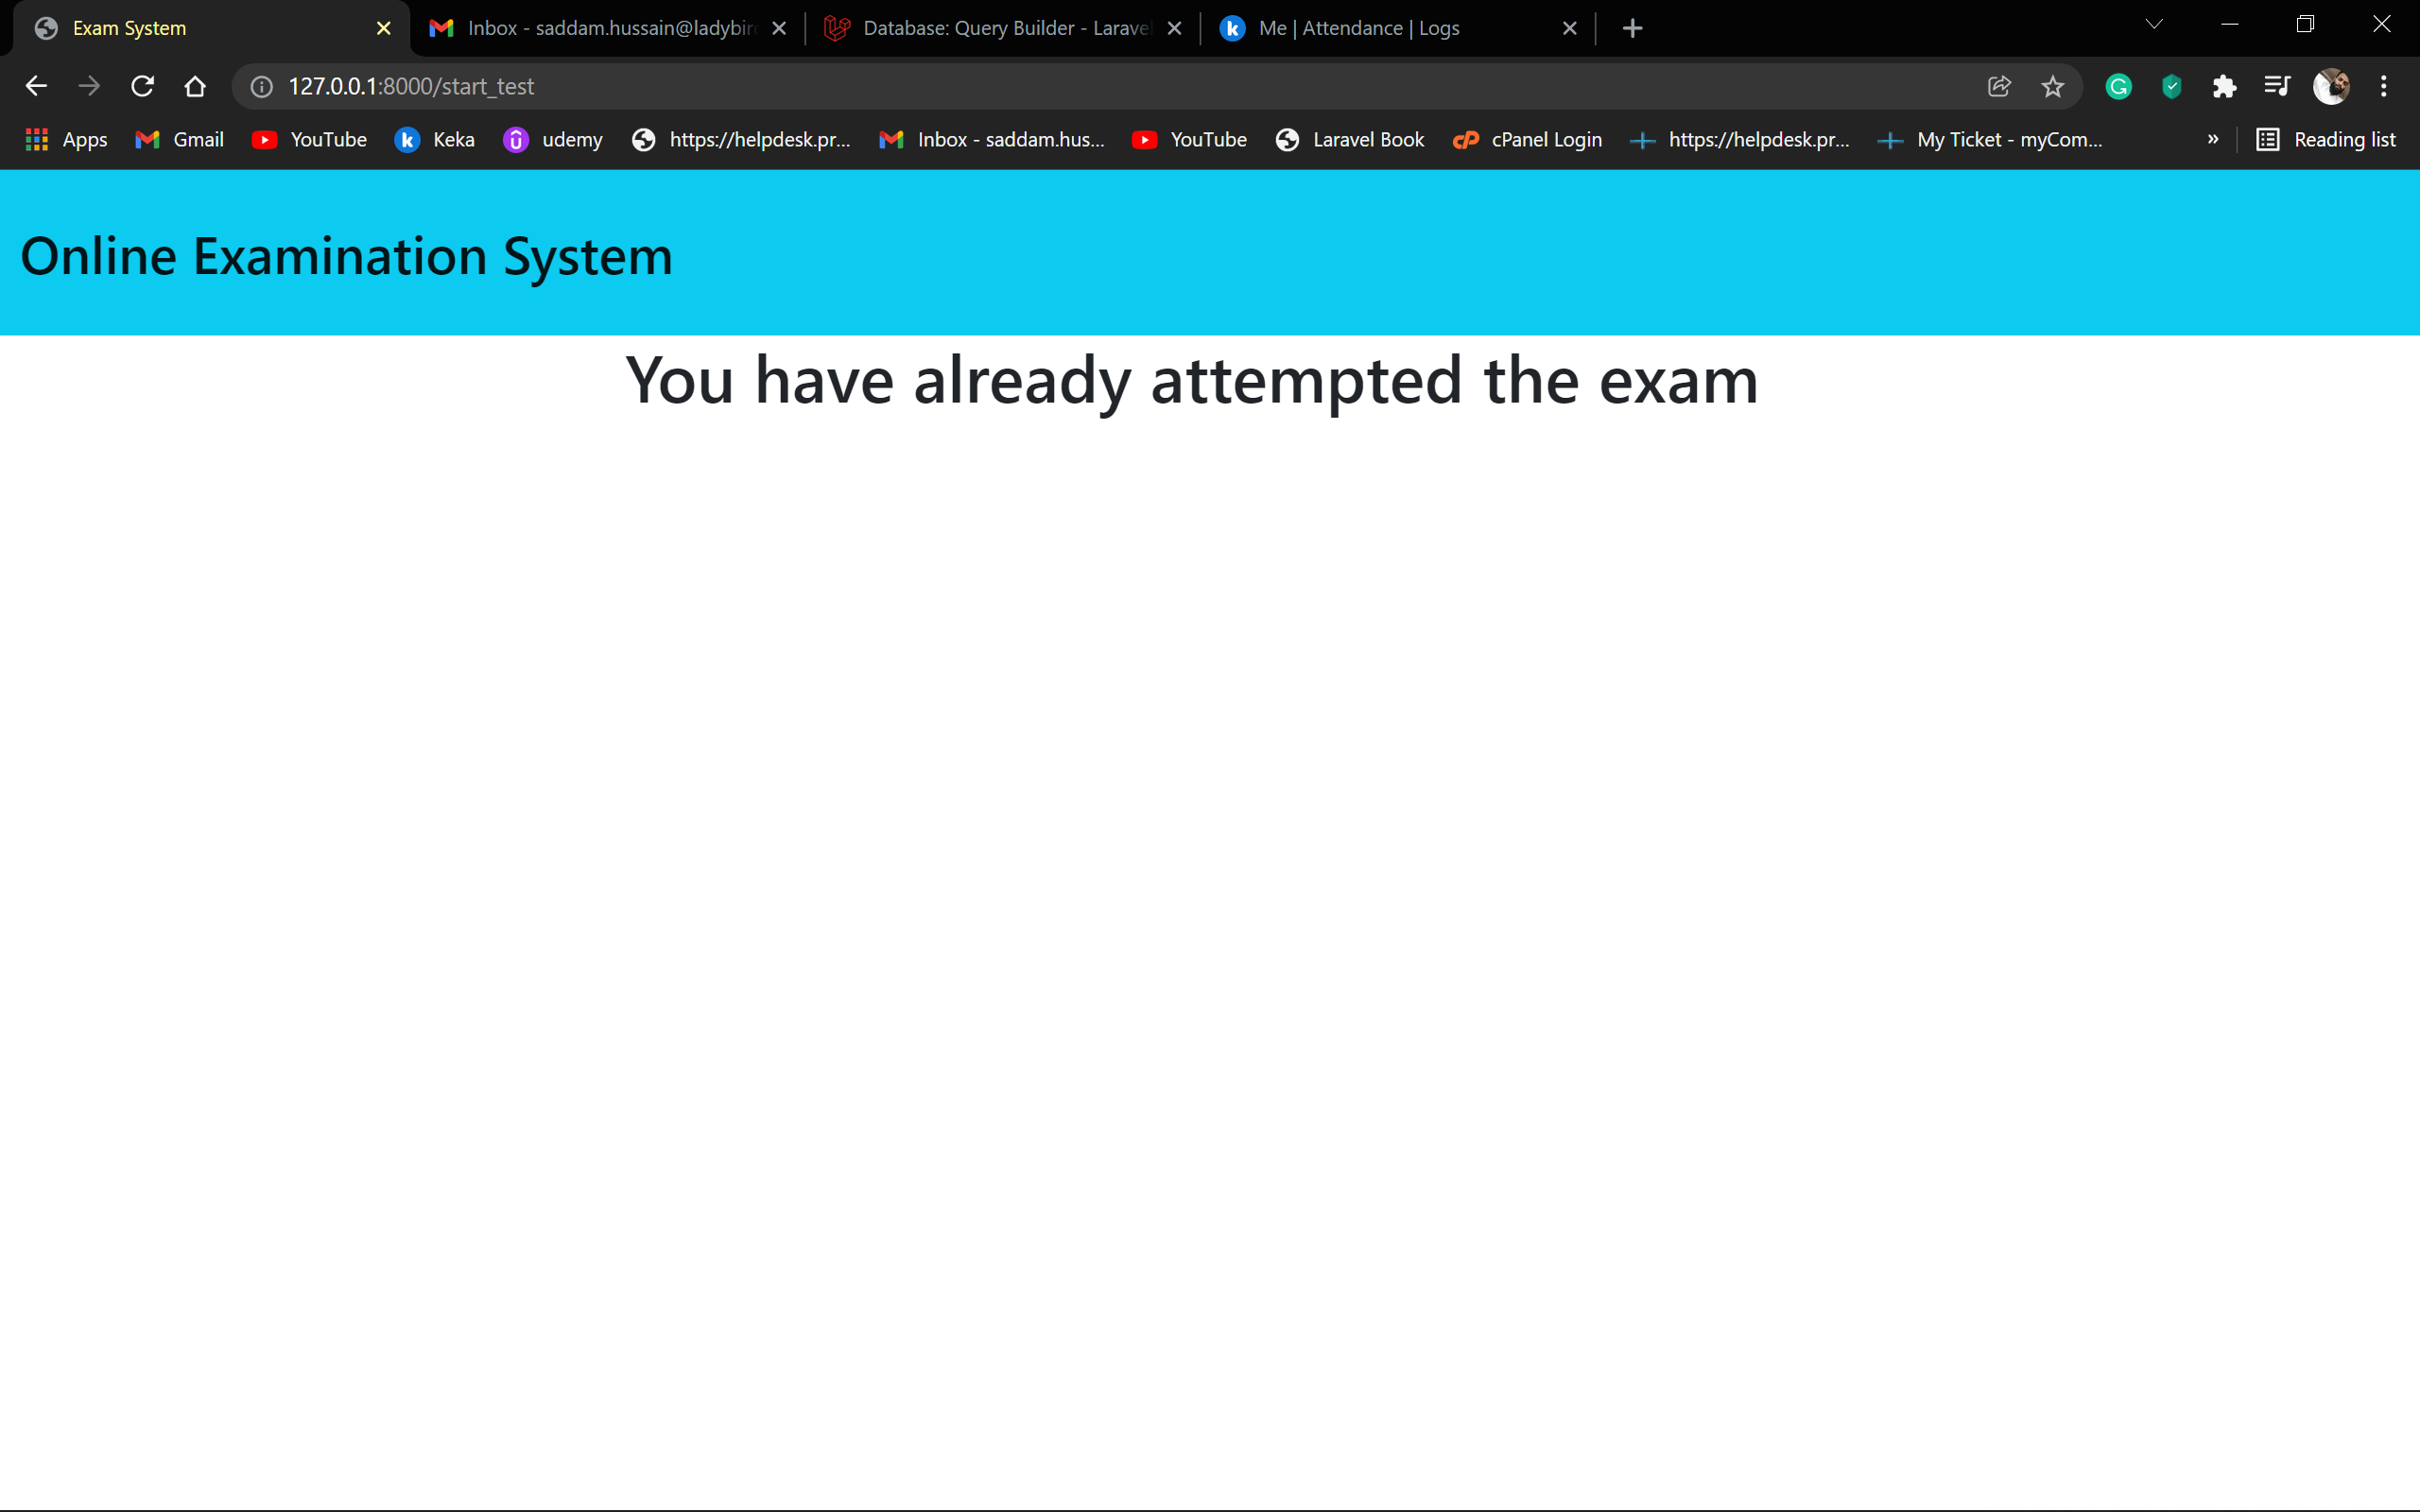 Exam System
Inbox - saddam.hussain@ladybir
Database: Query Builder - Larave
Me | Attendance | Logs
127.0.0.1:8000/start_test
Apps
Gmail
YouTube
Keka
udemy
https://helpdesk.pr...
Inbox - saddam.hus...
YouTube
Laravel Book
cPanel Login
https://helpdesk.pr...
My Ticket - myCom...
»
Reading list
Online Examination System
You have already attempted the exam